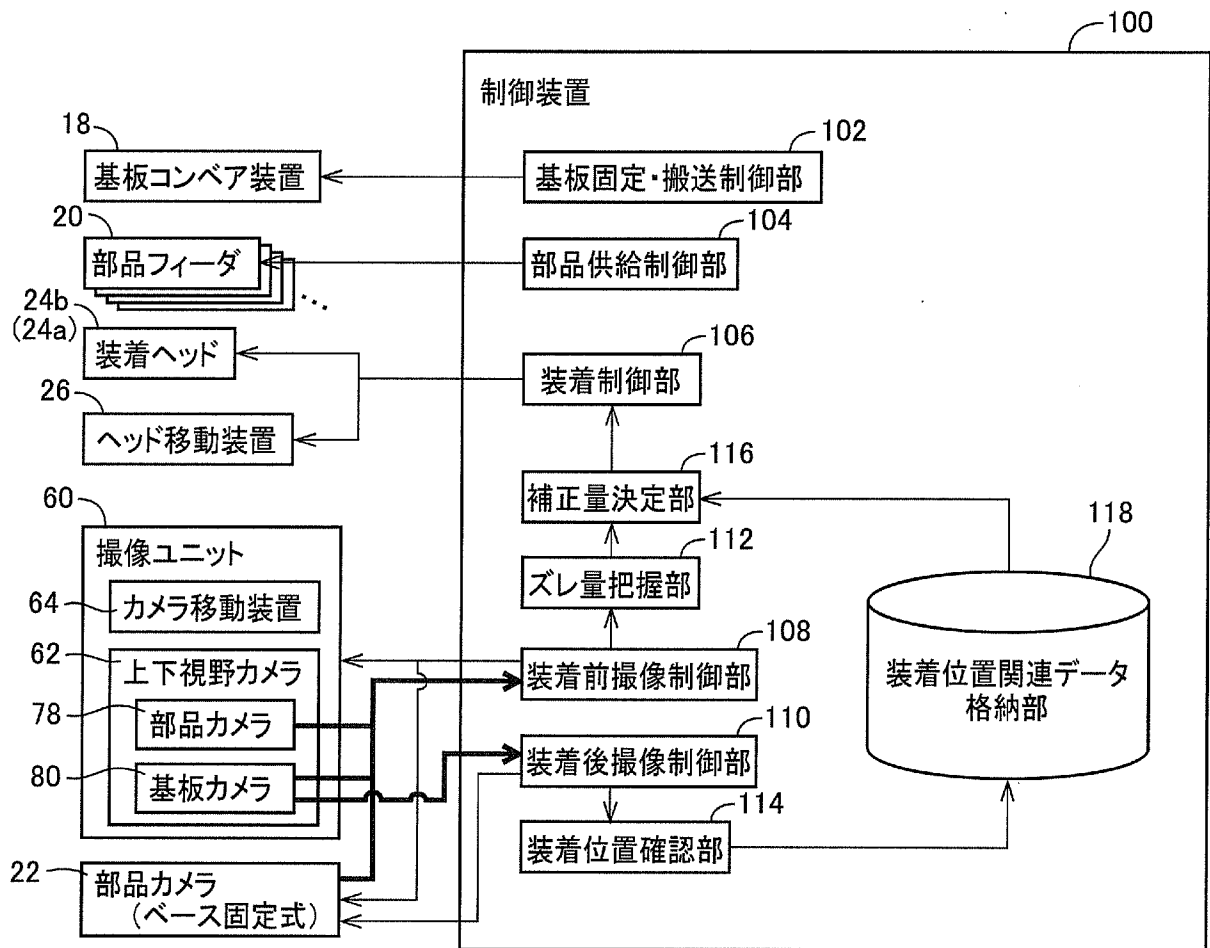 100
制御装置
18
基板コンベア装置
102
基板固定・搬送制御部
20
部品フィーダ
...
104
部品供給制御部
24b
(24a)
装着ヘッド
106
装着制御部
26
ヘッド移動装置
116
補正量決定部
60
撮像ユニット
112
ズレ量把握部
118
64
カメラ移動装置
62
上下視野カメラ
108
装着前撮像制御部
装着位置関連データ
格納部
78
部品カメラ
110
装着後撮像制御部
80
基板カメラ
114
装着位置確認部
22
部品カメラ
(ベース固定式)